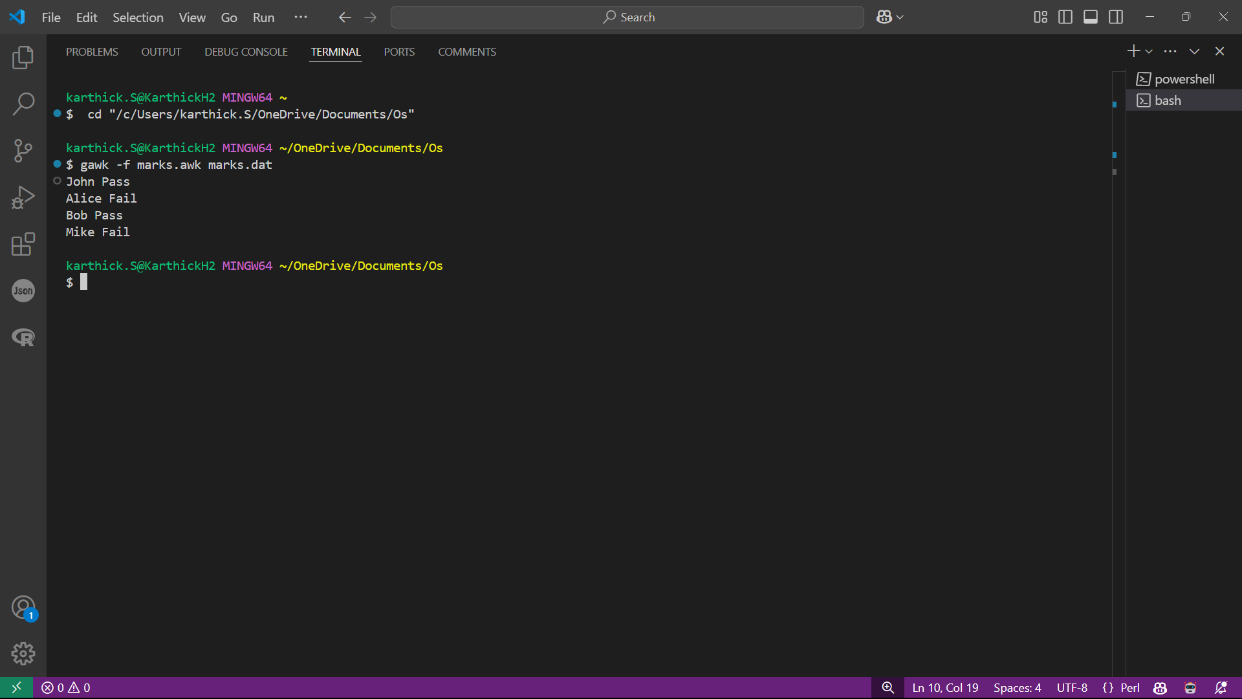 File Edit Selection View Go Run ···
Search
PROBLEMS OUTPUT DEBUG CONSOLE TERMINAL PORTS COMMENTS
powershell
bash
karthick.S@KarthickH2 MINGW64 ~
$  cd "/c/Users/karthick.S/OneDrive/Documents/Os"
karthick.S@KarthickH2 MINGW64 ~/OneDrive/Documents/Os
$ gawk -f marks.awk marks.dat
John Pass
Alice Fail
Bob Pass
Mike Fail
karthick.S@KarthickH2 MINGW64 ~/OneDrive/Documents/Os
$
Json
R
1
0 0 Ln 10, Col 19 Spaces: 4 UTF-8 {} Perl